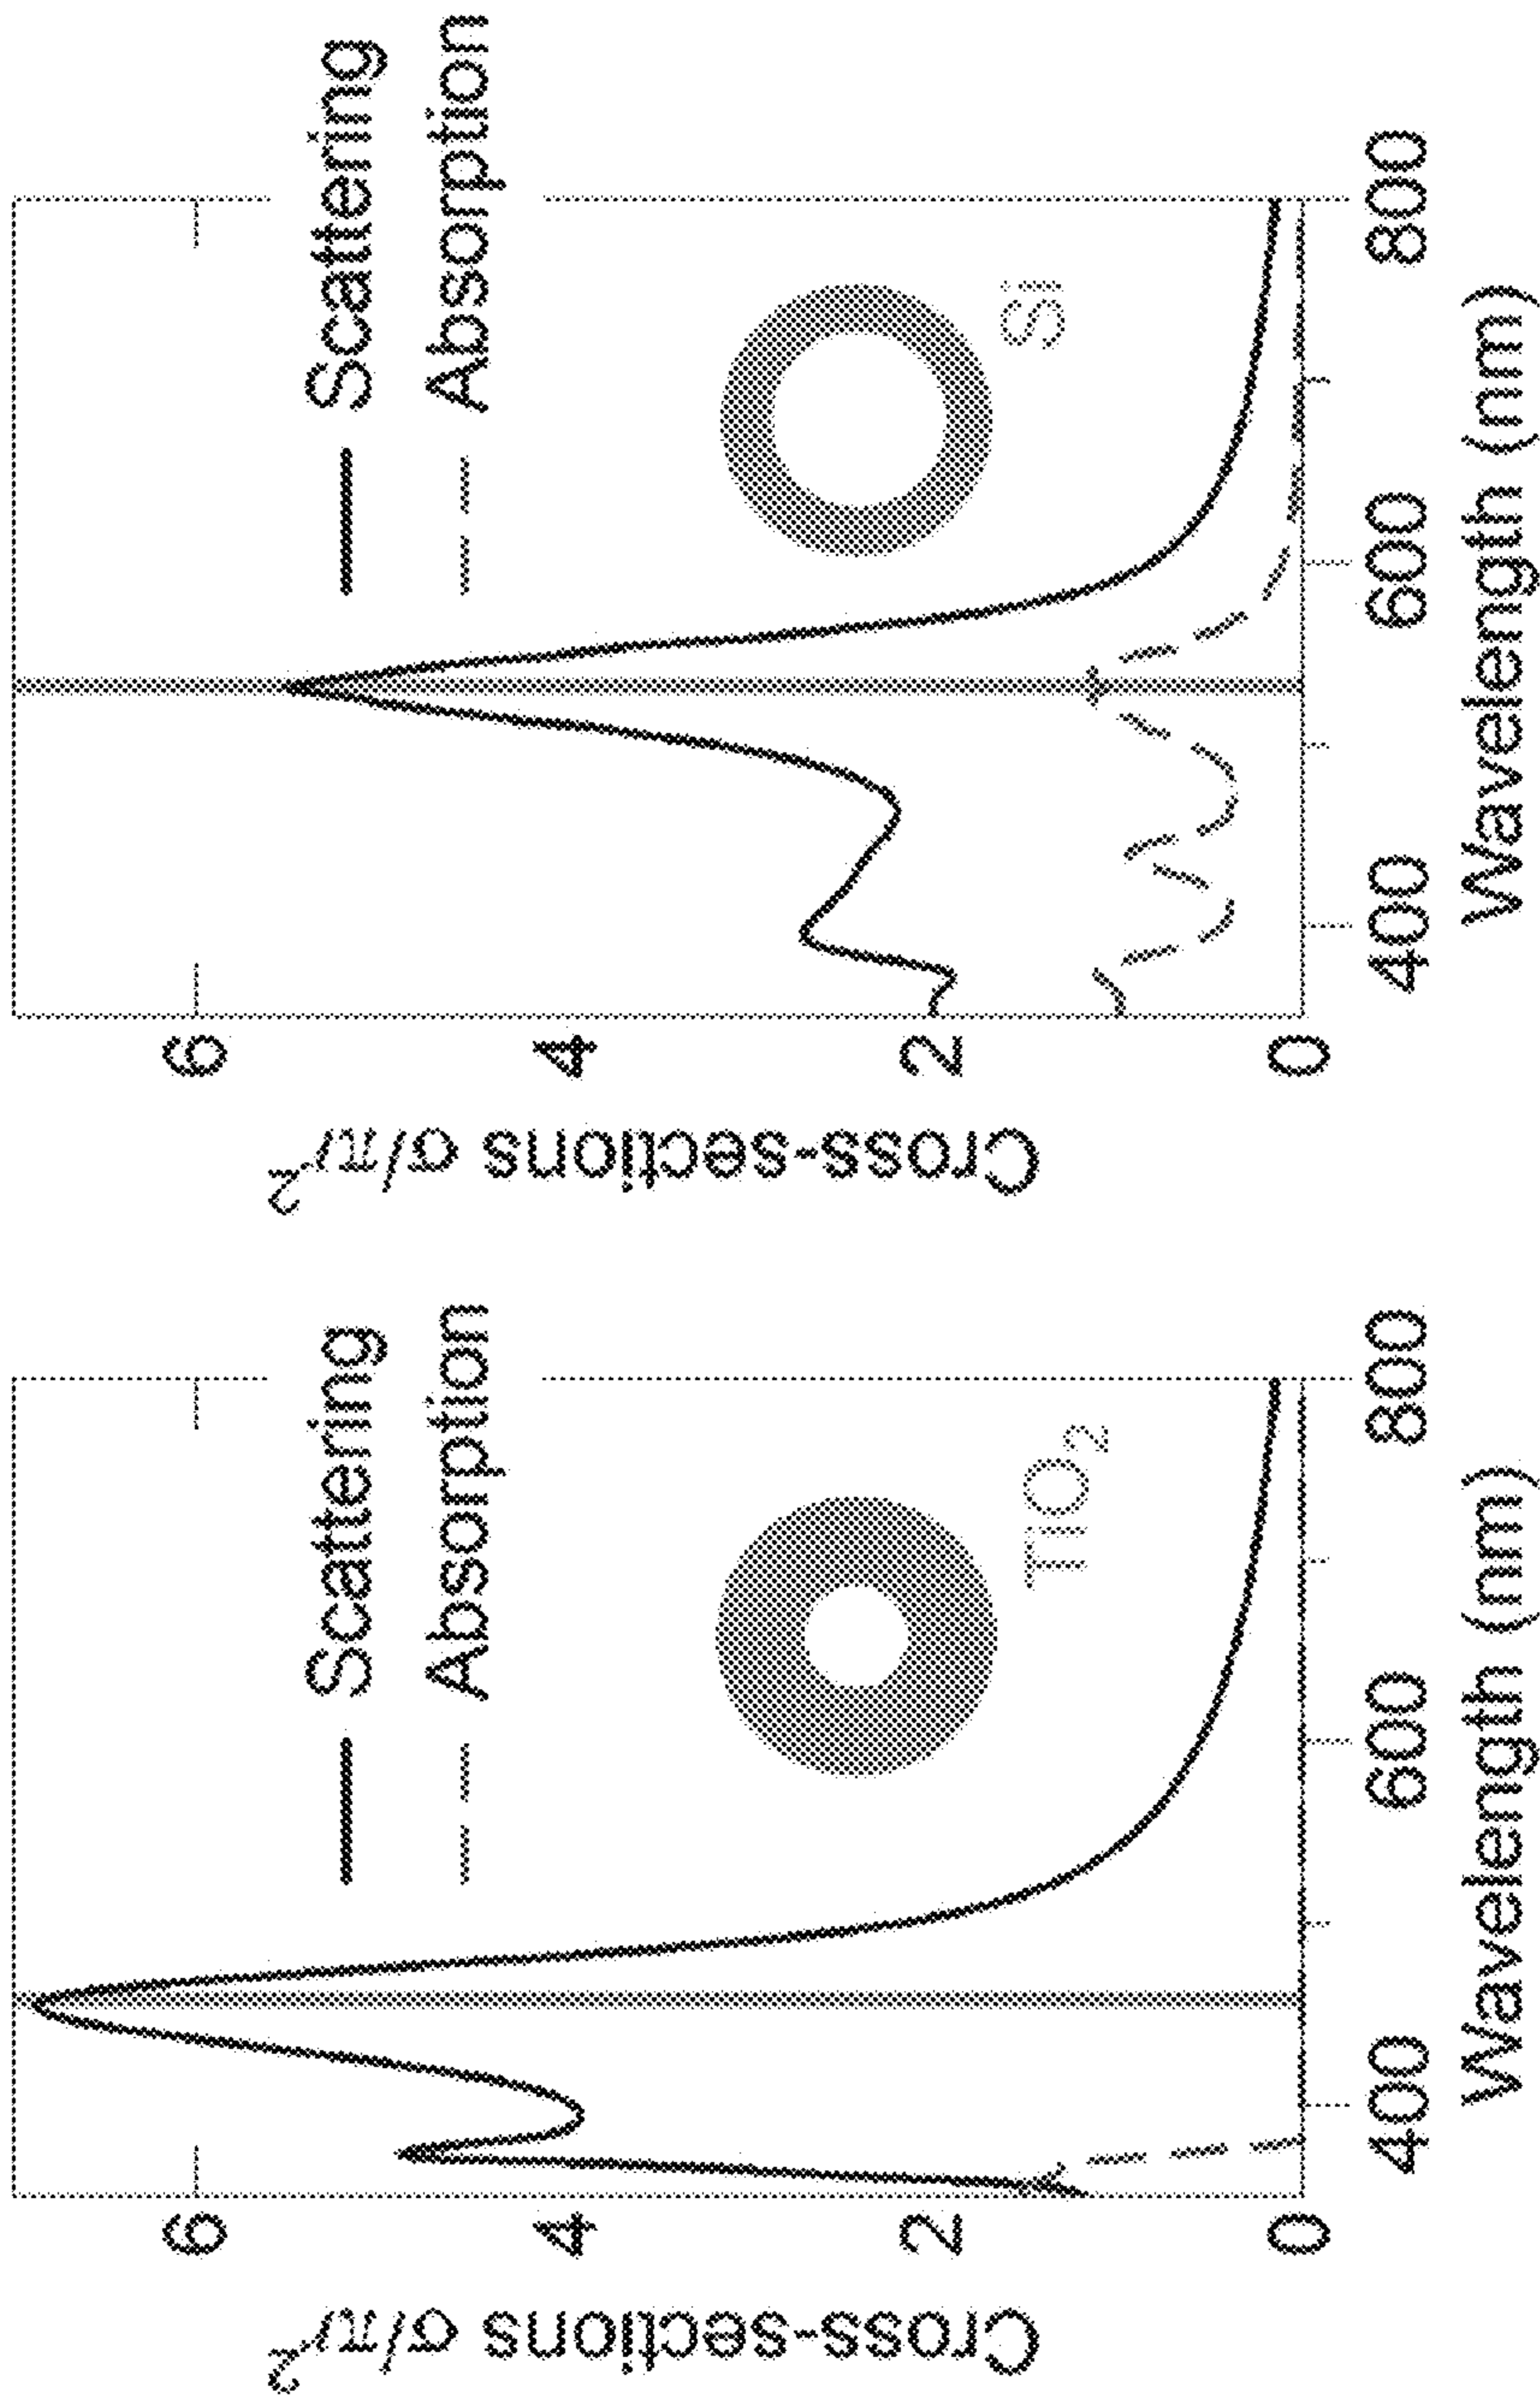 Cross-sections σ/πr²
6
4
2
0
Scattering
Absorption
TiO₂
400
600
800
Wavelength (nm)
Cross-sections σ/πr²
6
4
2
0
Scattering
Absorption
Si
400
600
800
Wavelength (nm)